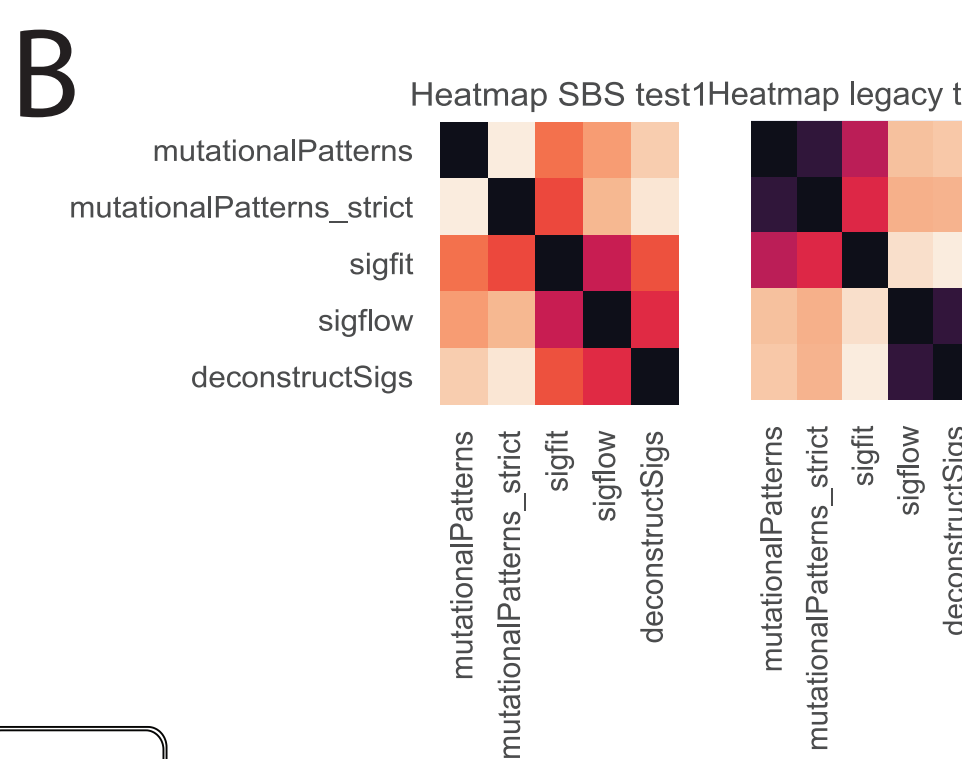 B
Heatmap SBS test1
Heatmap legacy t
mutationalPatterns
mutationalPatterns_strict
sigfit
sigflow
deconstructSigs
mutationalPatterns
mutationalPatterns_strict
sigfit
sigflow
deconstructSigs
mutationalPatterns
mutationalPatterns_strict
sigfit
sigflow
deconstructSigs